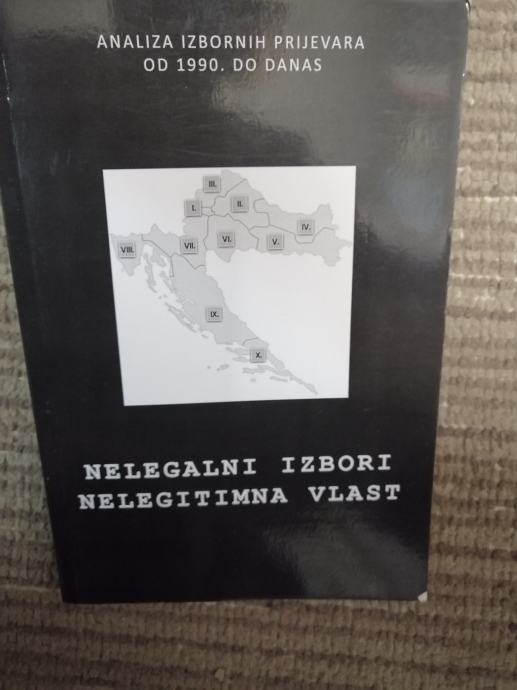 ANALIZA IZBORNIH PRIJEVARA
OD 1990. DO DANAS
III.
I.
II.
IV.
VIII.
VII.
VI.
V.
IX.
X.
NELEGALNI IZBORI
NELEGITIMNA VLAST